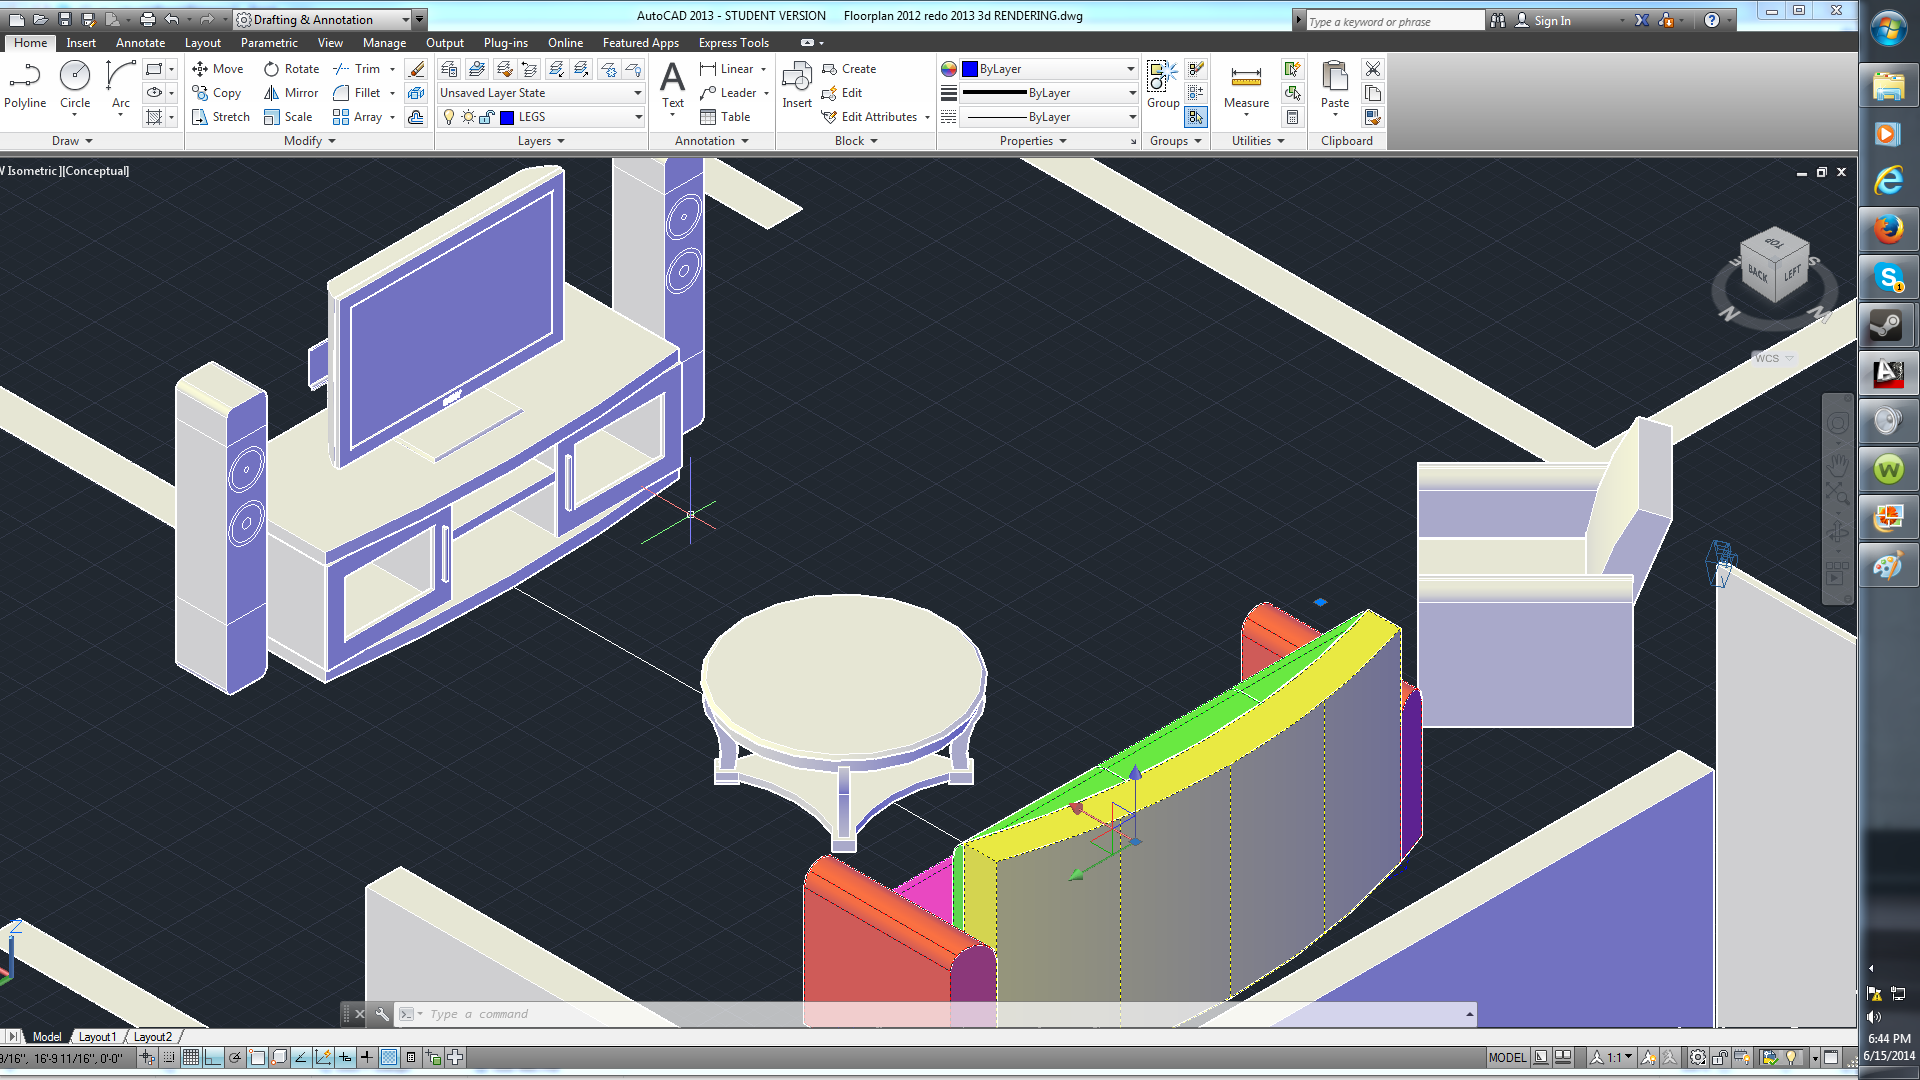 Drafting & Annotation
AutoCAD 2013 - STUDENT VERSION Floorplan 2012 redo 2013 3d RENDERING.dwg
Type a keyword or phrase
Sign In
Home Insert Annotate Layout Parametric View Manage Output Plug-ins Online Featured Apps Express Tools
Polyline Circle Arc
Move Rotate Trim
Copy Mirror Fillet
Stretch Scale Array
Unsaved Layer State
LEGS
Text
Linear
Leader
Table
Insert
Create
Edit
Edit Attributes
ByLayer
ByLayer
ByLayer
Group
Measure
Paste
Draw Modify Layers Annotation Block Properties Groups Utilities Clipboard
W Isometric][Conceptual]
TOP
BACK LEFT
N
WCS
Z
Type a command
Model Layout1 Layout2
9/16", 16'-9 11/16", 0'-0"
MODEL
1:1
6:44 PM
6/15/2014